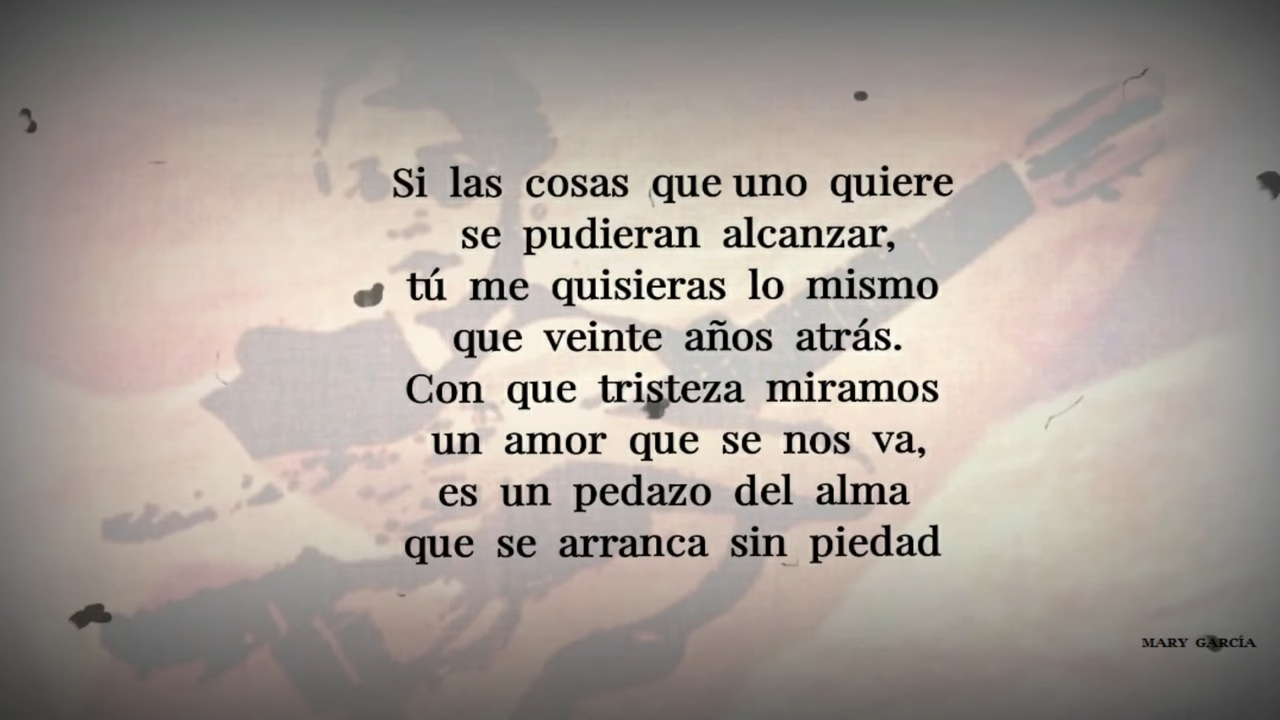 Si las cosas que uno quiere
se pudieran alcanzar,
tú me quisieras lo mismo
que veinte años atrás.
Con que tristeza miramos
un amor que se nos va,
es un pedazo del alma
que se arranca sin piedad
MARY GARCÍA